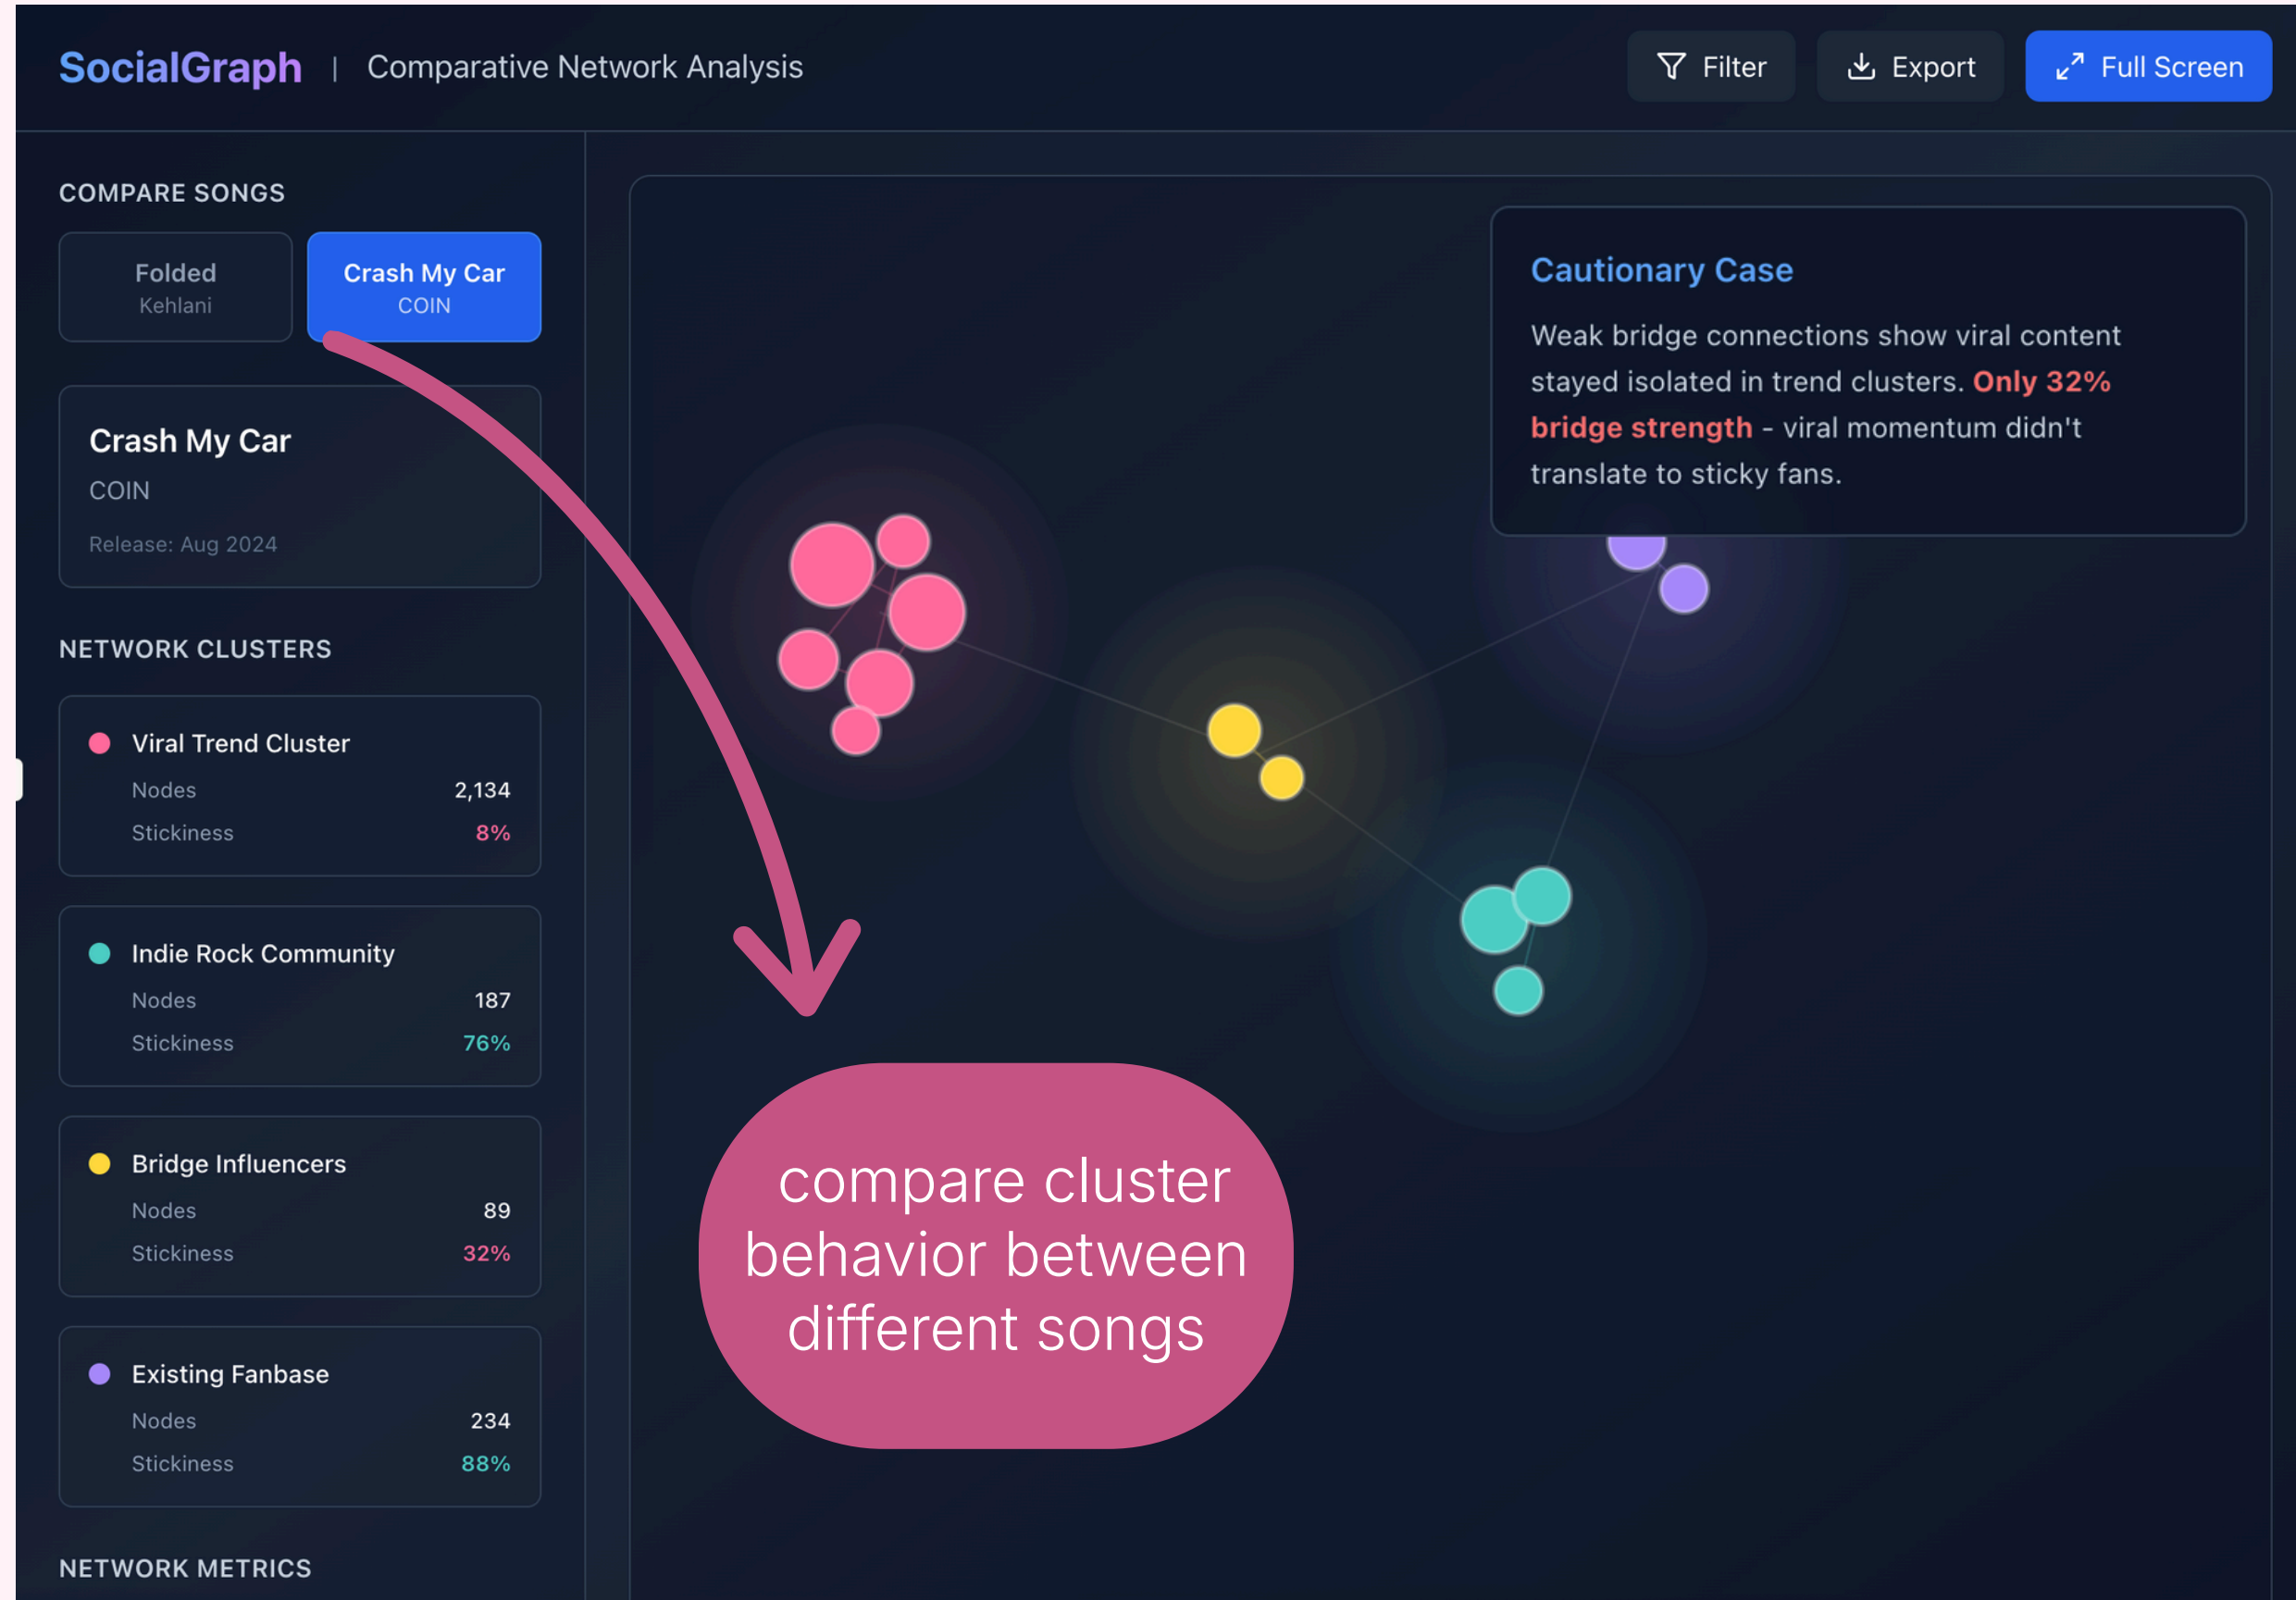 SocialGraph | Comparative Network Analysis
Filter
Export
Full Screen
COMPARE SONGS
Folded
Kehlani
Crash My Car
COIN
Crash My Car
COIN
Release: Aug 2024
NETWORK CLUSTERS
Viral Trend Cluster
Nodes 2,134
Stickiness 8%
Indie Rock Community
Nodes 187
Stickiness 76%
Bridge Influencers
Nodes 89
Stickiness 32%
Existing Fanbase
Nodes 234
Stickiness 88%
NETWORK METRICS
Cautionary Case
Weak bridge connections show viral content
stayed isolated in trend clusters. Only 32%
bridge strength - viral momentum didn't
translate to sticky fans.
compare cluster
behavior between
different songs